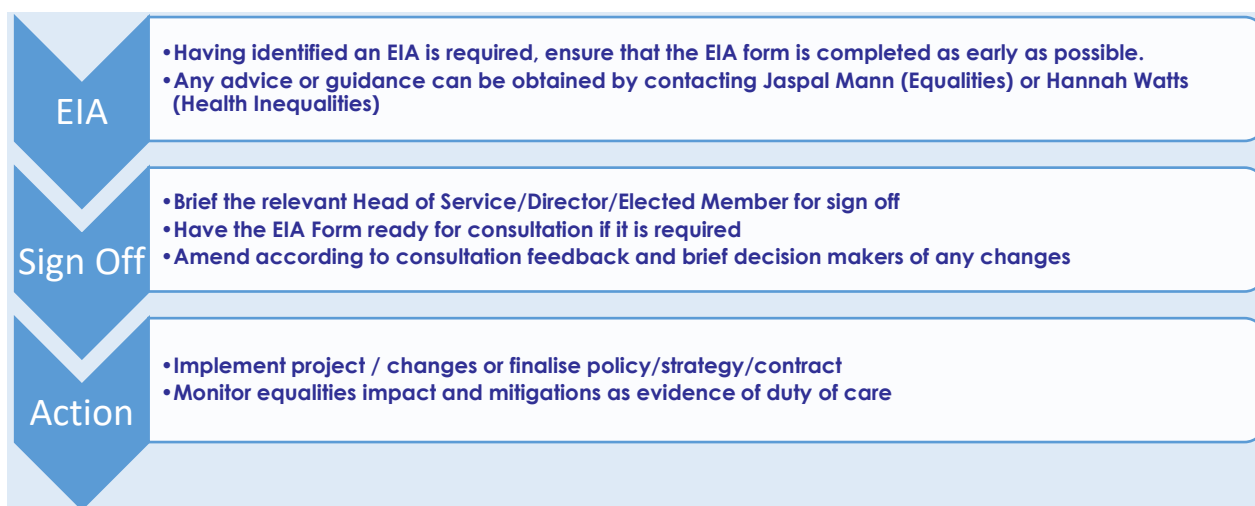 EIA
•Having identified an EIA is required, ensure that the EIA form is completed as early as possible.
•Any advice or guidance can be obtained by contacting Jaspal Mann (Equalities) or Hannah Watts
(Health Inequalities)
Sign Off
•Brief the relevant Head of Service/Director/Elected Member for sign off
•Have the EIA Form ready for consultation if it is required
•Amend according to consultation feedback and brief decision makers of any changes
Action
•Implement project / changes or finalise policy/strategy/contract
•Monitor equalities impact and mitigations as evidence of duty of care